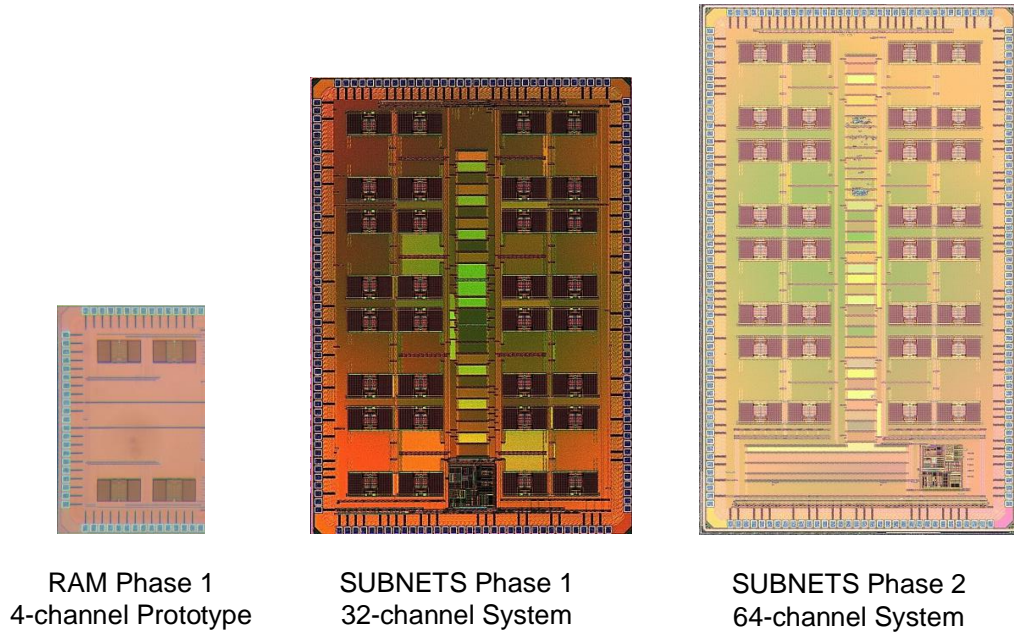 RAM Phase 1
4-channel Prototype
SUBNETS Phase 1
32-channel System
SUBNETS Phase 2
64-channel System